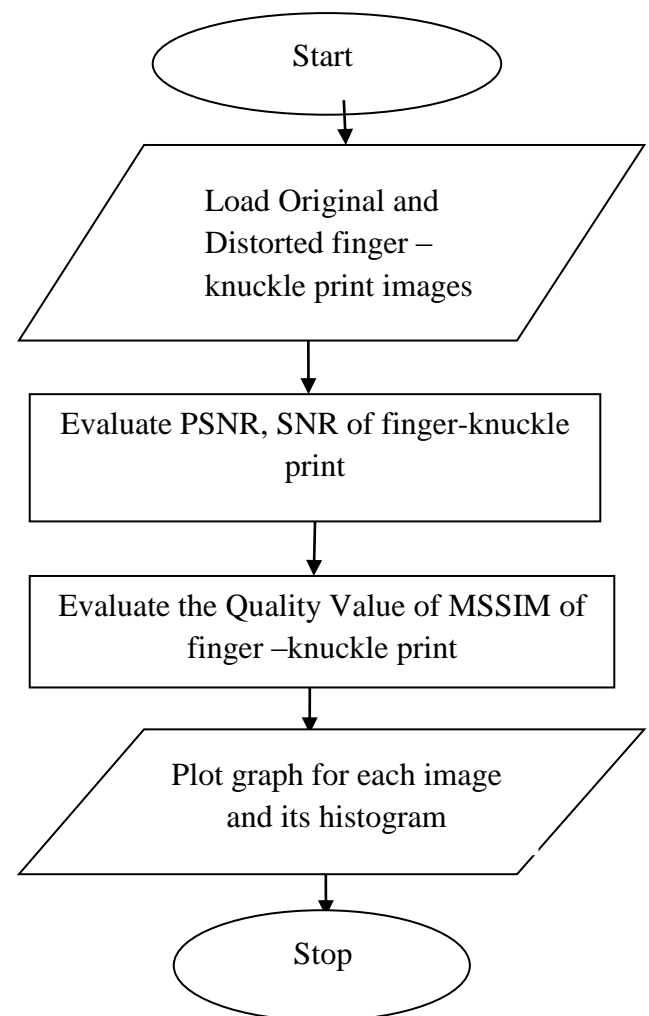 Start
Load Original and
Distorted finger –
knuckle print images
Evaluate PSNR, SNR of finger-knuckle
print
Evaluate the Quality Value of MSSIM of
finger –knuckle print
Plot graph for each image
and its histogram
Stop